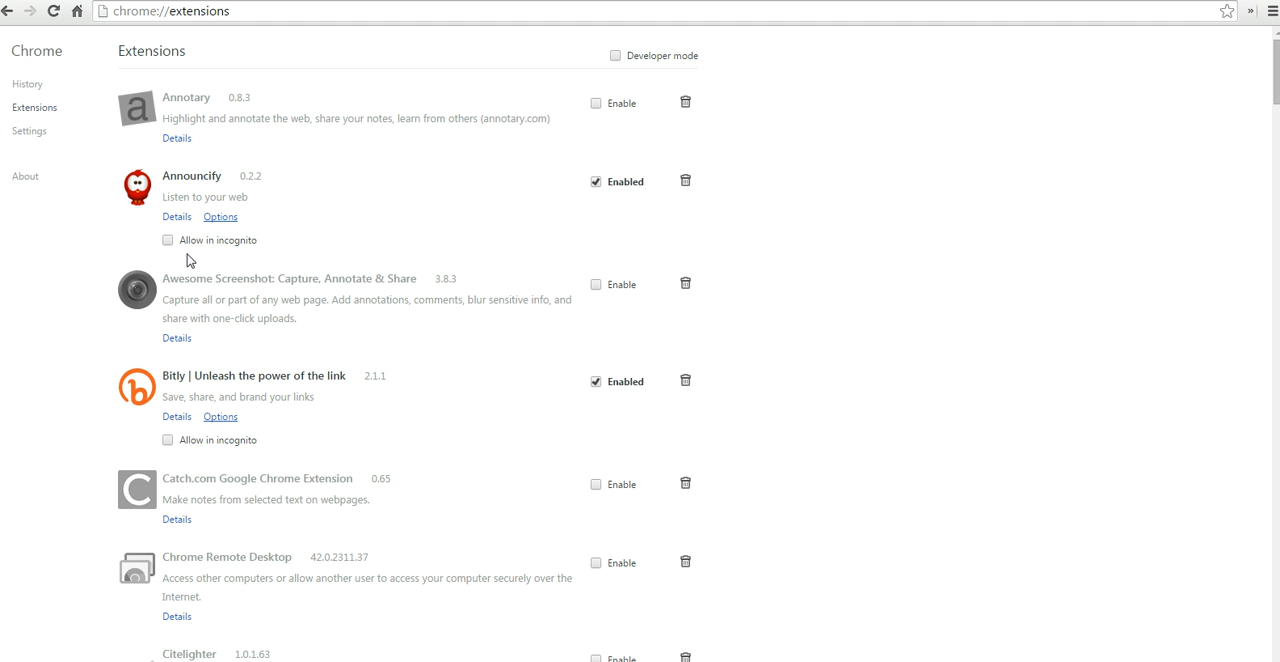 chrome://extensions
»
Chrome
History
Extensions
Settings
About
Extensions
Developer mode
a
Annotary 0.8.3
Enable
Highlight and annotate the web, share your notes, learn from others (annotary.com)
Details
Announcify 0.2.2
Enabled
Listen to your web
Details Options
Allow in incognito
Awesome Screenshot: Capture, Annotate & Share 3.8.3
Enable
Capture all or part of any web page. Add annotations, comments, blur sensitive info, and
share with one-click uploads.
Details
b
Bitly | Unleash the power of the link 2.1.1
Enabled
Save, share, and brand your links
Details Options
Allow in incognito
C
Catch.com Google Chrome Extension 0.65
Enable
Make notes from selected text on webpages.
Details
Chrome Remote Desktop 42.0.2311.37
Enable
Access other computers or allow another user to access your computer securely over the
Internet.
Details
Citelighter 1.0.1.63
Enable